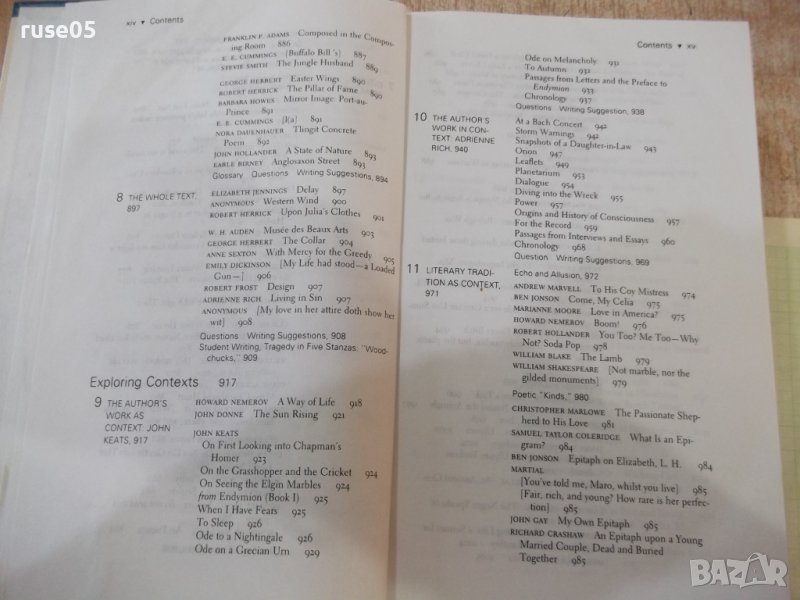 ruse05
xiv ▾ Contents
FRANKLIN P. ADAMS Composed in the Compos-
ing Room 886
E. E. CUMMINGS [Buffalo Bill 's] 887
STEVIE SMITH The Jungle Husband 889
GEORGE HERBERT Easter Wings 890
ROBERT HERRICK The Pillar of Fame 890
BARBARA HOWES Mirror Image: Port-au-
Prince 891
E. E. CUMMINGS [l(a] 891
NORA DAUENHAUER Tlingit Concrete
Poem 892
JOHN HOLLANDER A State of Nature 893
EARLE BIRNEY Anglosaxon Street 893
Glossary Questions Writing Suggestions, 894
8 THE WHOLE TEXT, 897
ELIZABETH JENNINGS Delay 897
ANONYMOUS Western Wind 900
ROBERT HERRICK Upon Julia's Clothes 901
W. H. AUDEN Musée des Beaux Arts 903
GEORGE HERBERT The Collar 904
ANNE SEXTON With Mercy for the Greedy 905
EMILY DICKINSON [My Life had stood—a Loaded
Gun—] 906
ROBERT FROST Design 907
ADRIENNE RICH Living in Sin 907
ANONYMOUS [My love in her attire doth show her
wit] 908
Questions Writing Suggestions, 908
Student Writing, Tragedy in Five Stanzas: "Wood-
chucks," 909
Exploring Contexts 917
9 THE AUTHOR'S
WORK AS
CONTEXT: JOHN
KEATS, 917
HOWARD NEMEROV A Way of Life 918
JOHN DONNE The Sun Rising 921
JOHN KEATS
On First Looking into Chapman's
Homer 923
On the Grasshopper and the Cricket 924
On Seeing the Elgin Marbles 924
from Endymion (Book I) 925
When I Have Fears 925
To Sleep 926
Ode to a Nightingale 926
Ode on a Grecian Urn 929
Contents ▾ xv
Ode on Melancholy 931
To Autumn 932
Passages from Letters and the Preface to
Endymion 933
Chronology 937
Questions Writing Suggestion, 938
10 THE AUTHOR'S
WORK IN CON-
TEXT: ADRIENNE
RICH, 940
At a Bach Concert 942
Storm Warnings 942
Snapshots of a Daughter-in-Law 943
Orion 947
Leaflets 949
Planetarium 953
Dialogue 954
Diving into the Wreck 955
Power 957
Origins and History of Consciousness 957
For the Record 959
Passages from Interviews and Essays 960
Chronology 968
Question Writing Suggestions, 969
11 LITERARY TRADI-
TION AS CONTEXT,
971
Echo and Allusion, 972
ANDREW MARVELL To His Coy Mistress 974
BEN JONSON Come, My Celia 975
MARIANNE MOORE Love in America? 975
HOWARD NEMEROV Boom! 976
ROBERT HOLLANDER You Too? Me Too—Why
Not? Soda Pop 978
WILLIAM BLAKE The Lamb 979
WILLIAM SHAKESPEARE [Not marble, nor the
gilded monuments] 979
Poetic "Kinds," 980
CHRISTOPHER MARLOWE The Passionate Shep-
herd to His Love 981
SAMUEL TAYLOR COLERIDGE What Is an Epi-
gram? 984
BEN JONSON Epitaph on Elizabeth, L. H. 984
MARTIAL
[You've told me, Maro, whilst you live] 985
[Fair, rich, and young? How rare is her perfec-
tion] 985
JOHN GAY My Own Epitaph 985
RICHARD CRASHAW An Epitaph upon a Young
Married Couple, Dead and Buried
Together 985
BAZAR
bazar.bg